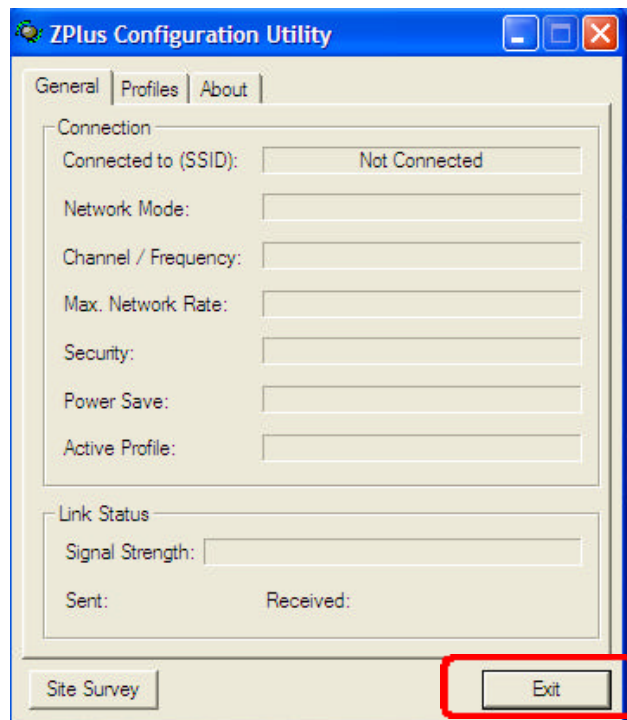 ZPlus Configuration Utility
General Profiles About
Connection
Connected to (SSID): Not Connected
Network Mode:
Channel / Frequency:
Max. Network Rate:
Security:
Power Save:
Active Profile:
Link Status
Signal Strength:
Sent: Received:
Site Survey Exit